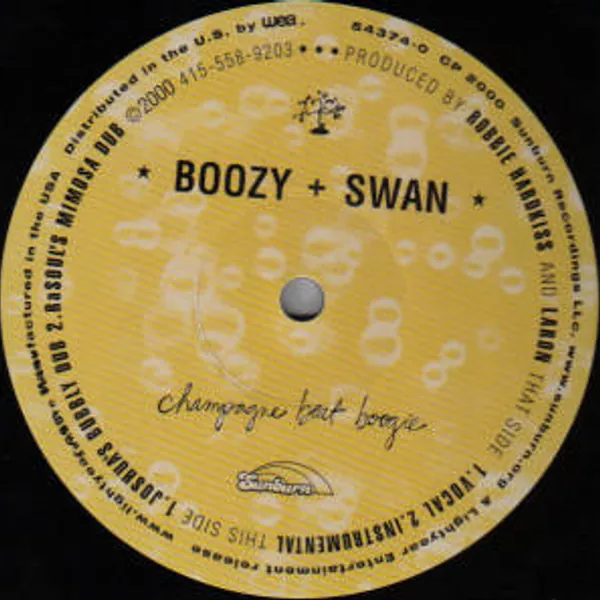 ★ BOOZY + SWAN ★
champagne beat boogie
Sunburn
©2000 415-558-9203 • • • PRODUCED BY ROBBIE HARDKISS AND LARON THAT SIDE 1.VOCAL 2.INSTRUMENTAL THIS SIDE 1.JOSHUA'S BUBBLY DUB 2.RaSOUL'S MIMOSA DUB
Manufactured in the USA Distributed in the U.S. by wea. 54374-0 CP 2000 Sunburn Recordings LLC. www.sunburn.org A Lightyear Entertainment release www.lightyear.com.